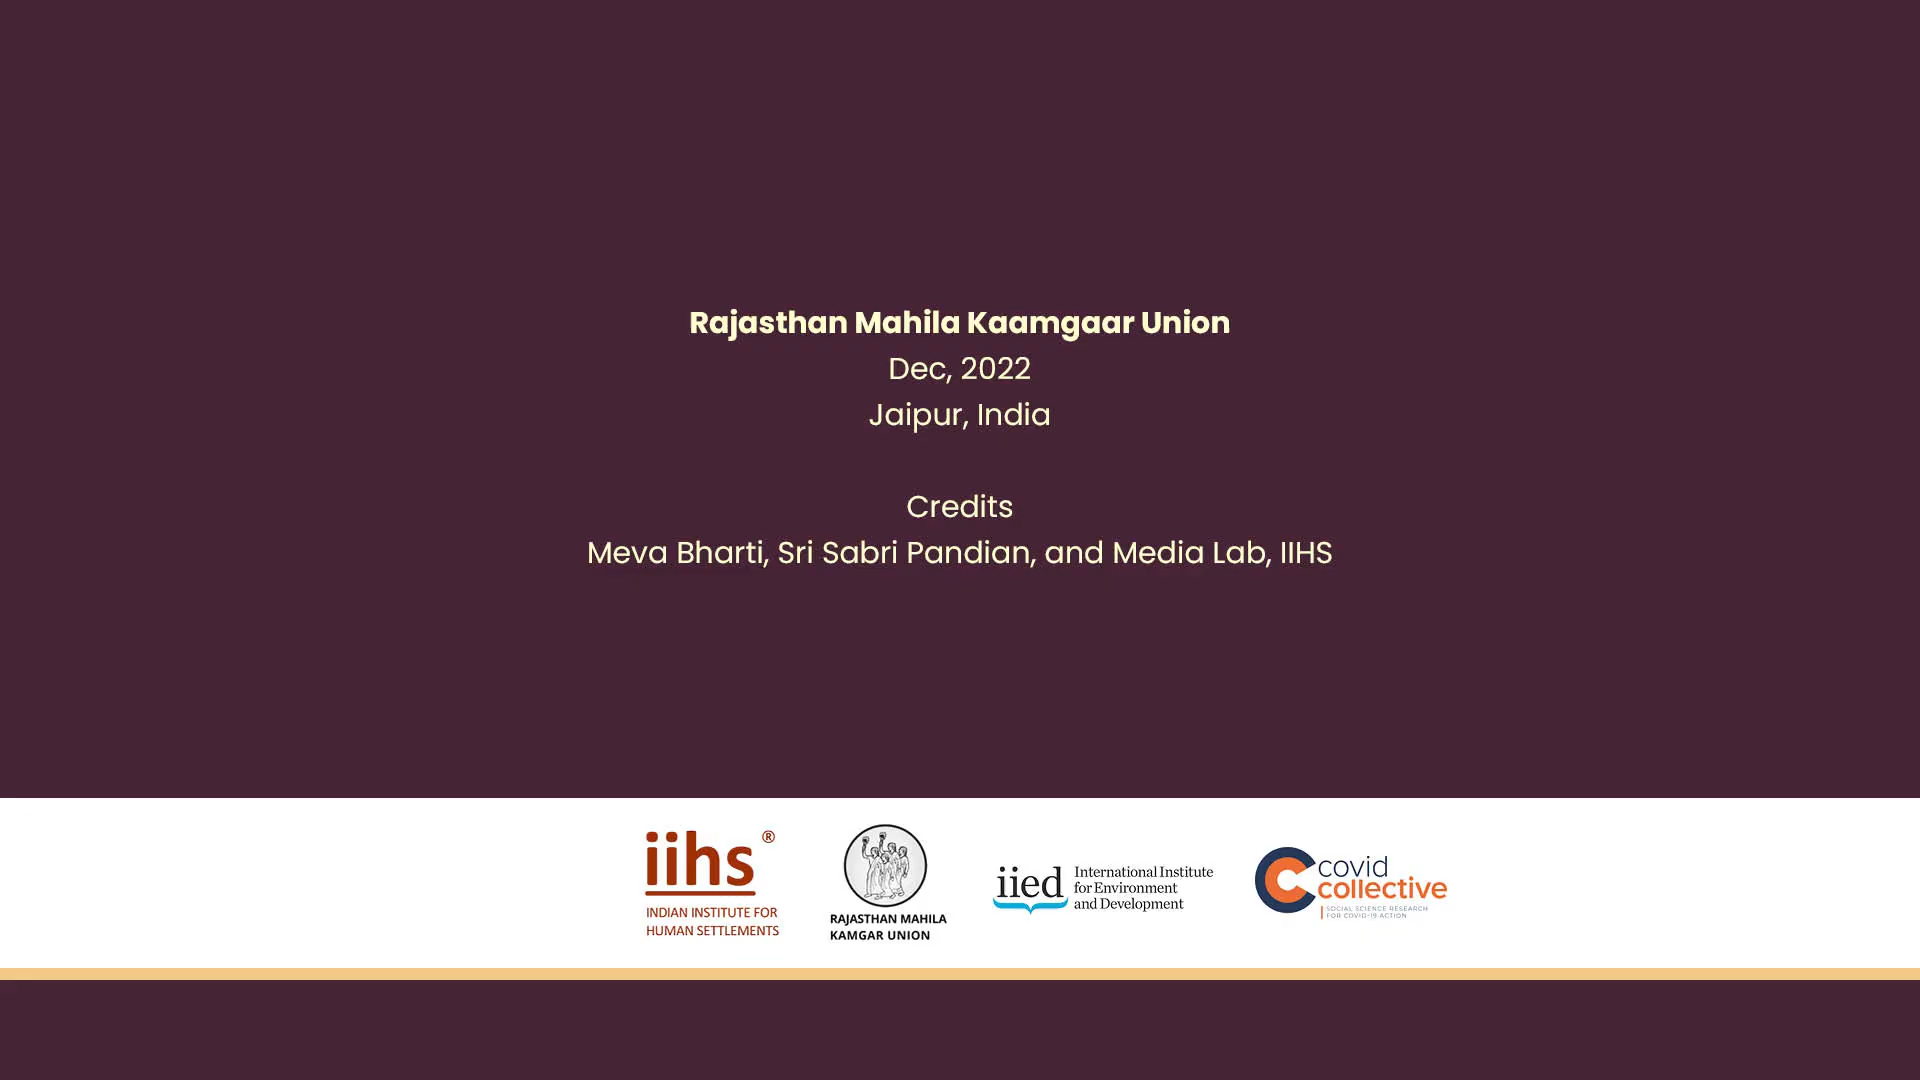 Rajasthan Mahila Kaamgaar Union
Dec, 2022
Jaipur, India
Credits
Meva Bharti, Sri Sabri Pandian, and Media Lab, IIHS
iihs ®
INDIAN INSTITUTE FOR
HUMAN SETTLEMENTS
RAJASTHAN MAHILA
KAMGAR UNION
iied
International Institute
for Environment
and Development
covid
collective
SOCIAL SCIENCE RESEARCH
FOR COVID-19 ACTION